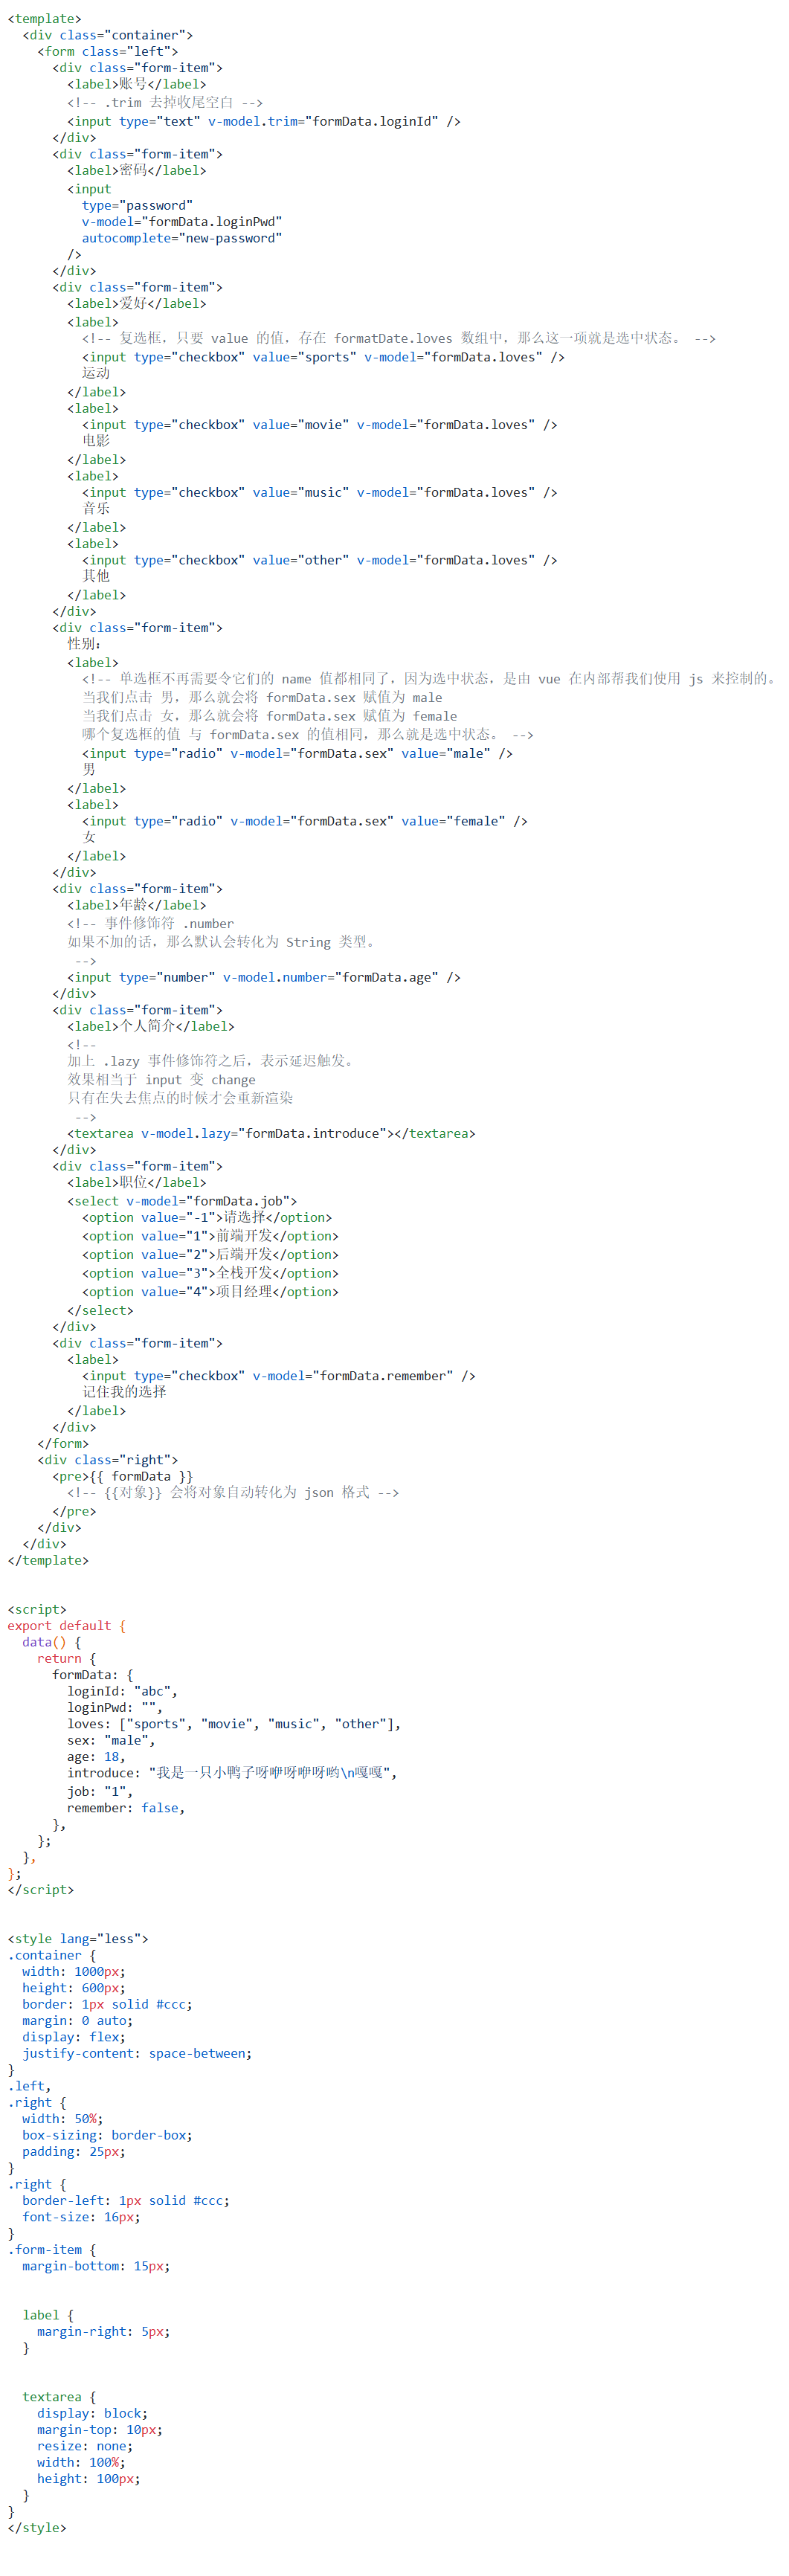 <template>
  <div class="container">
    <form class="left">
      <div class="form-item">
        <label>账号</label>
        <!-- .trim 去掉收尾空白 -->
        <input type="text" v-model.trim="formData.loginId" />
      </div>
      <div class="form-item">
        <label>密码</label>
        <input
          type="password"
          v-model="formData.loginPwd"
          autocomplete="new-password"
        />
      </div>
      <div class="form-item">
        <label>爱好</label>
        <label>
          <!-- 复选框，只要 value 的值，存在 formatDate.loves 数组中，那么这一项就是选中状态。 -->
          <input type="checkbox" value="sports" v-model="formData.loves" />
          运动
        </label>
        <label>
          <input type="checkbox" value="movie" v-model="formData.loves" />
          电影
        </label>
        <label>
          <input type="checkbox" value="music" v-model="formData.loves" />
          音乐
        </label>
        <label>
          <input type="checkbox" value="other" v-model="formData.loves" />
          其他
        </label>
      </div>
      <div class="form-item">
        性别：
        <label>
          <!-- 单选框不再需要令它们的 name 值都相同了，因为选中状态，是由 vue 在内部帮我们使用 js 来控制的。
          当我们点击 男，那么就会将 formData.sex 赋值为 male
          当我们点击 女，那么就会将 formData.sex 赋值为 female
          哪个复选框的值 与 formData.sex 的值相同，那么就是选中状态。 -->
          <input type="radio" v-model="formData.sex" value="male" />
          男
        </label>
        <label>
          <input type="radio" v-model="formData.sex" value="female" />
          女
        </label>
      </div>
      <div class="form-item">
        <label>年龄</label>
        <!-- 事件修饰符 .number
        如果不加的话，那么默认会转化为 String 类型。
         -->
        <input type="number" v-model.number="formData.age" />
      </div>
      <div class="form-item">
        <label>个人简介</label>
        <!--
        加上 .lazy 事件修饰符之后，表示延迟触发。
        效果相当于 input 变 change
        只有在失去焦点的时候才会重新渲染
         -->
        <textarea v-model.lazy="formData.introduce"></textarea>
      </div>
      <div class="form-item">
        <label>职位</label>
        <select v-model="formData.job">
          <option value="-1">请选择</option>
          <option value="1">前端开发</option>
          <option value="2">后端开发</option>
          <option value="3">全栈开发</option>
          <option value="4">项目经理</option>
        </select>
      </div>
      <div class="form-item">
        <label>
          <input type="checkbox" v-model="formData.remember" />
          记住我的选择
        </label>
      </div>
    </form>
    <div class="right">
      <pre>{{ formData }}
        <!-- {{对象}} 会将对象自动转化为 json 格式 -->
      </pre>
    </div>
  </div>
</template>
<script>
export default {
  data() {
    return {
      formData: {
        loginId: "abc",
        loginPwd: "",
        loves: ["sports", "movie", "music", "other"],
        sex: "male",
        age: 18,
        introduce: "我是一只小鸭子呀咿呀咿呀哟\n嘎嘎",
        job: "1",
        remember: false,
      },
    };
  },
};
</script>
<style lang="less">
.container {
  width: 1000px;
  height: 600px;
  border: 1px solid #ccc;
  margin: 0 auto;
  display: flex;
  justify-content: space-between;
}
.left,
.right {
  width: 50%;
  box-sizing: border-box;
  padding: 25px;
}
.right {
  border-left: 1px solid #ccc;
  font-size: 16px;
}
.form-item {
  margin-bottom: 15px;
  label {
    margin-right: 5px;
  }
  textarea {
    display: block;
    margin-top: 10px;
    resize: none;
    width: 100%;
    height: 100px;
  }
}
</style>